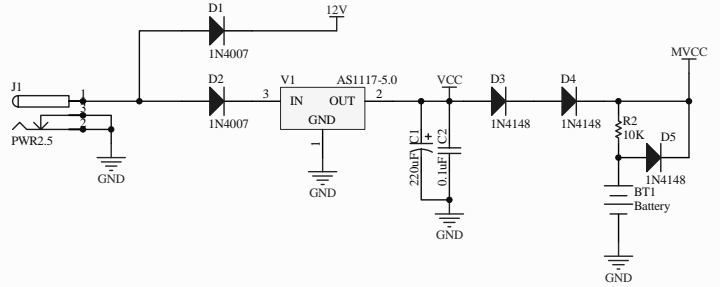 D1
12V
1N4007
MVCC
J1
1
3
2
PWR2.5
GND
D2
1N4007
3
V1
AS1117-5.0
IN
OUT
GND
2
1
GND
VCC
C1
220uF
+
C2
0.1uF
GND
D3
1N4148
D4
1N4148
R2
10K
D5
1N4148
BT1
Battery
GND